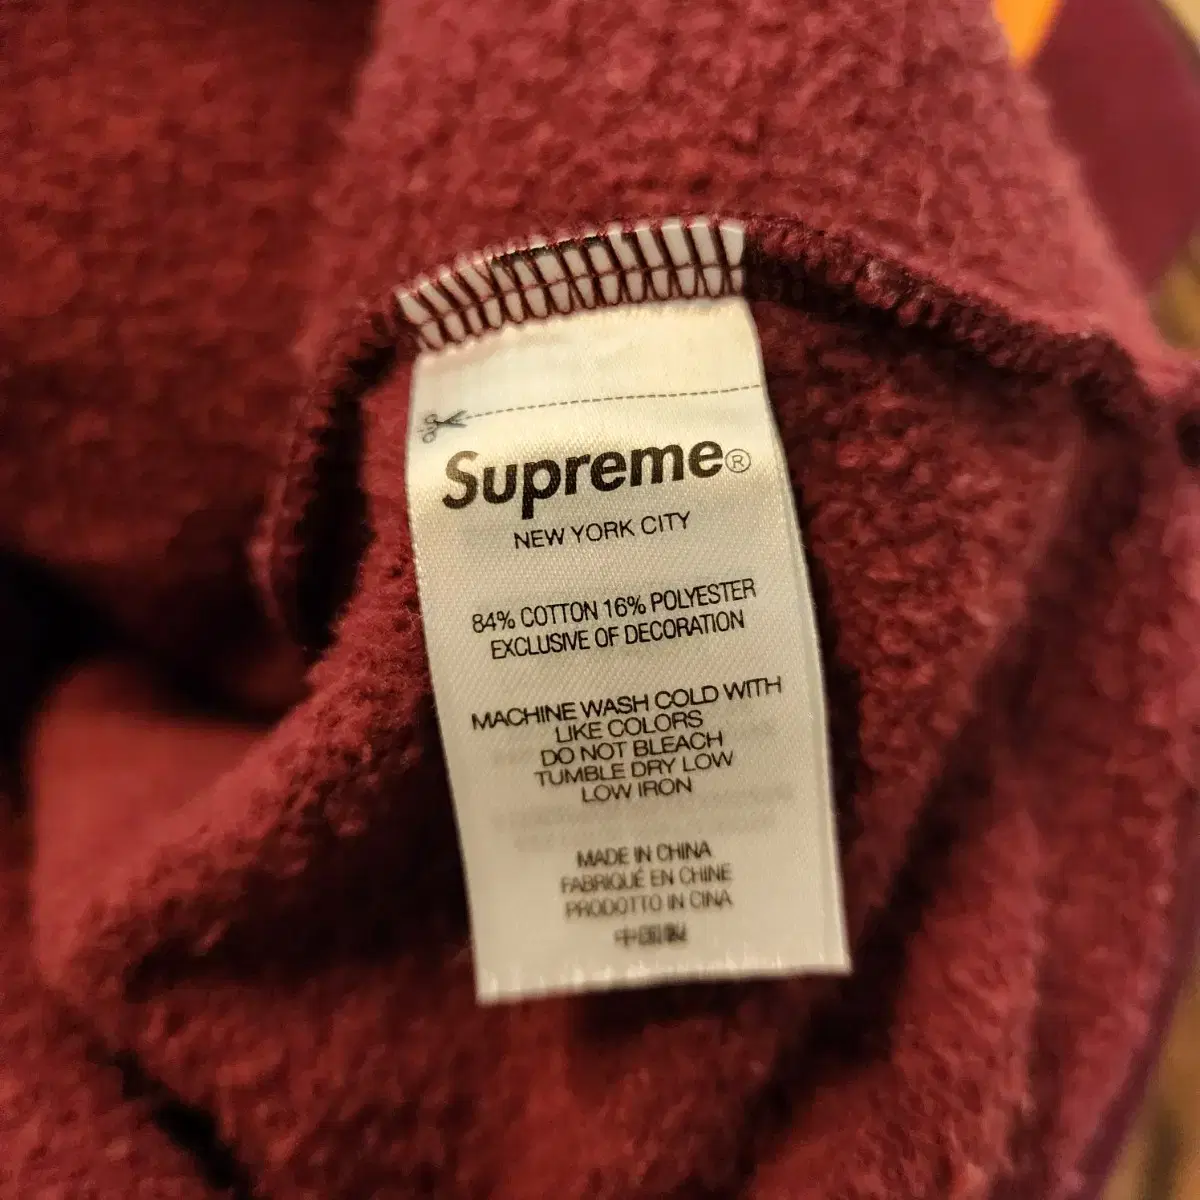 Supreme®
NEW YORK CITY
84% COTTON 16% POLYESTER
EXCLUSIVE OF DECORATION
MACHINE WASH COLD WITH
LIKE COLORS
DO NOT BLEACH
TUMBLE DRY LOW
LOW IRON
MADE IN CHINA
FABRIQUÉ EN CHINE
PRODOTTO IN CINA
中国製